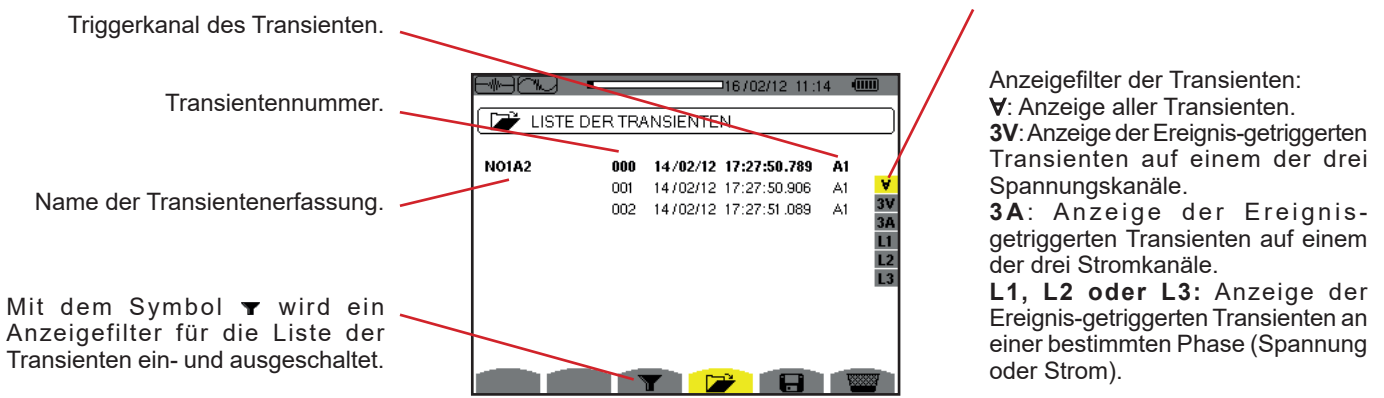 Triggerkanal des Transienten.
Transientennummer.
Name der Transientenerfassung.
Mit dem Symbol ▼ wird ein
Anzeigefilter für die Liste der
Transienten ein- und ausgeschaltet.
16/02/12 11:14
LISTE DER TRANSIENTEN
NO1A2 000 14/02/12 17:27:50.789 A1
001 14/02/12 17:27:50.906 A1
002 14/02/12 17:27:51.089 A1
∀
3V
3A
L1
L2
L3
Anzeigefilter der Transienten:
∀: Anzeige aller Transienten.
3V: Anzeige der Ereignis-getriggerten
Transienten auf einem der drei
Spannungskanäle.
3A: Anzeige der Ereignis-
getriggerten Transienten auf einem
der drei Stromkanäle.
L1, L2 oder L3: Anzeige der
Ereignis-getriggerten Transienten an
einer bestimmten Phase (Spannung
oder Strom).